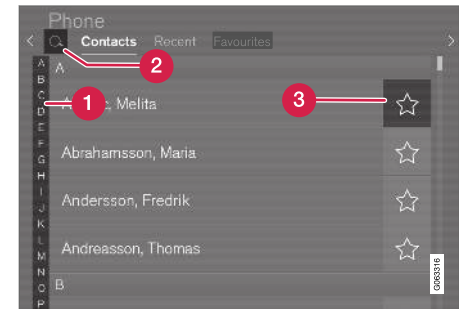 Phone
Contacts Recent Favourites
2
A
1
Melita
3
Abrahamsson, Maria
Andersson, Fredrik
Andreasson, Thomas
B
A
B
C
D
E
F
G
H
I
J
K
L
M
N
O
P
G063316